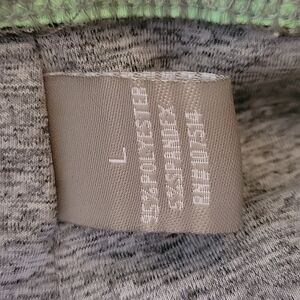 L
95%POLYESTER
5%SPANDEX
RN# 107514